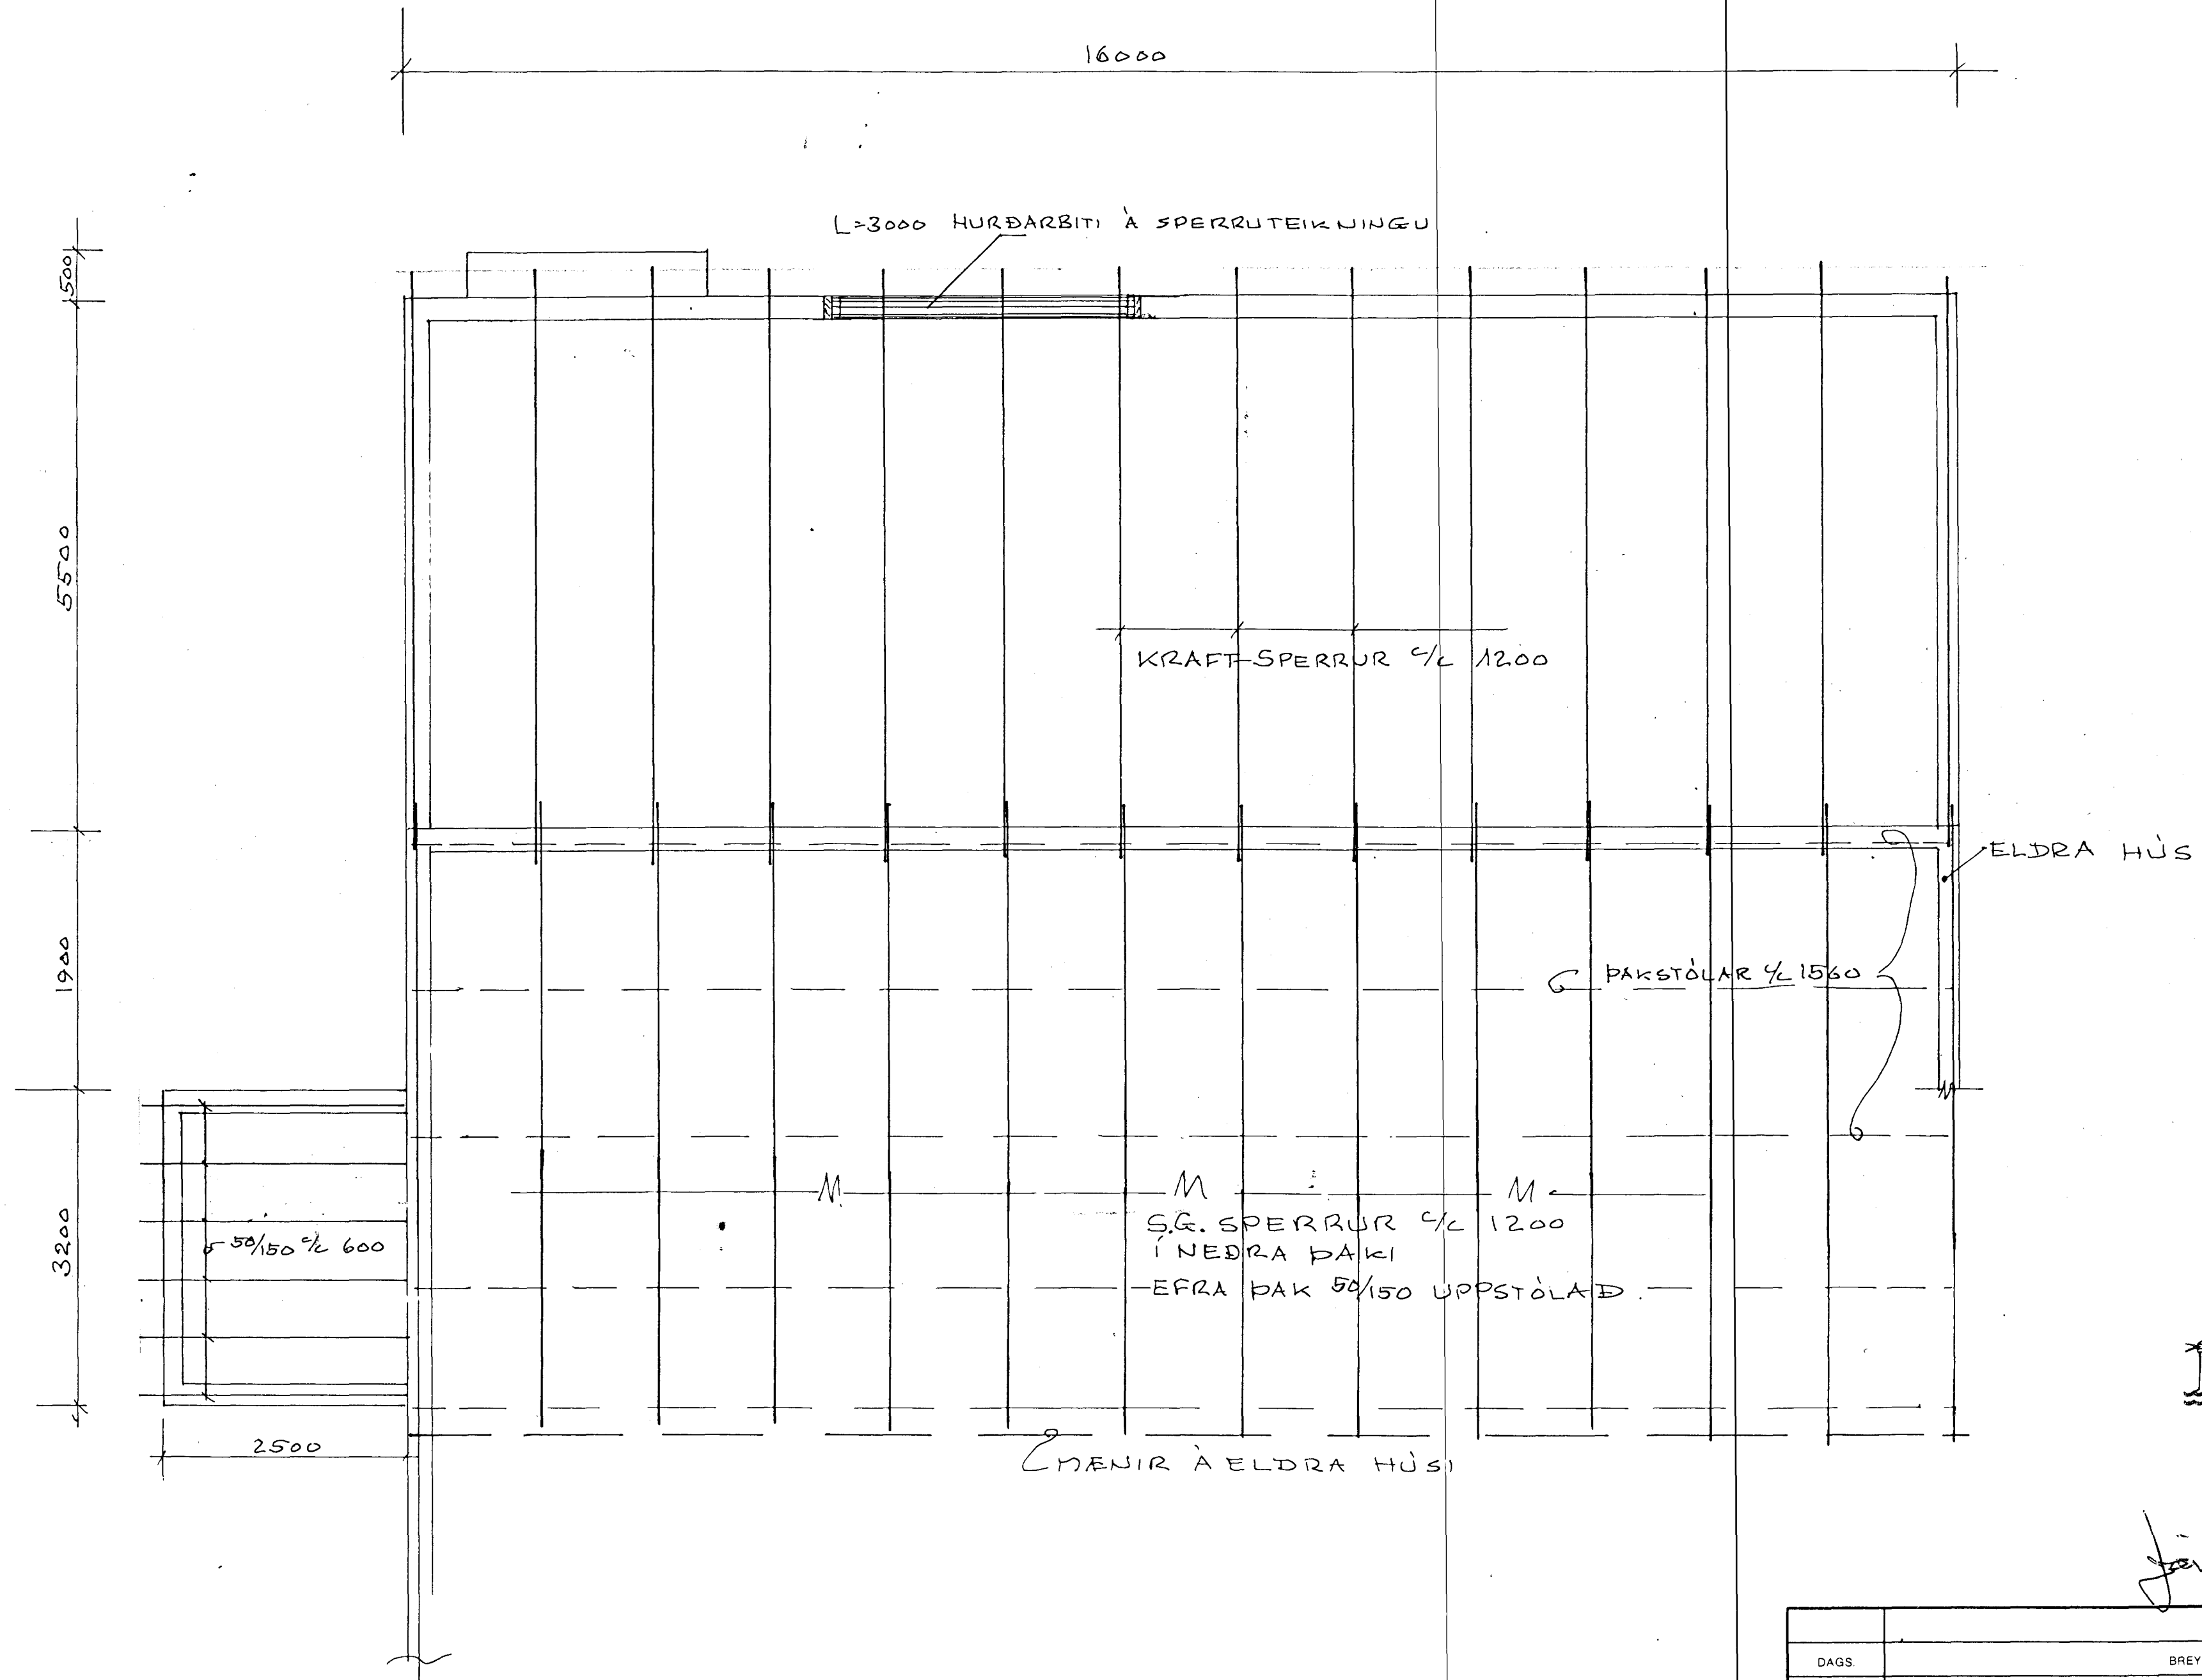 16000
L=3000 HURÐARBITI Á SPERRUTEIKNINGU
500
5500
KRAFT-SPERRUR c/c 1200
ELDRA HÚS
1900
ÞAKSTÓLAR c/c 1560
3200
50/150 c/c 600
S.G. SPERRUR c/c 1200
Í NEÐRA ÞAKI
EFRA ÞAK 50/150 UPPSTÓLAÐ.
2500
MÆNIR Á ELDRA HÚSI
DAGS.
BREY